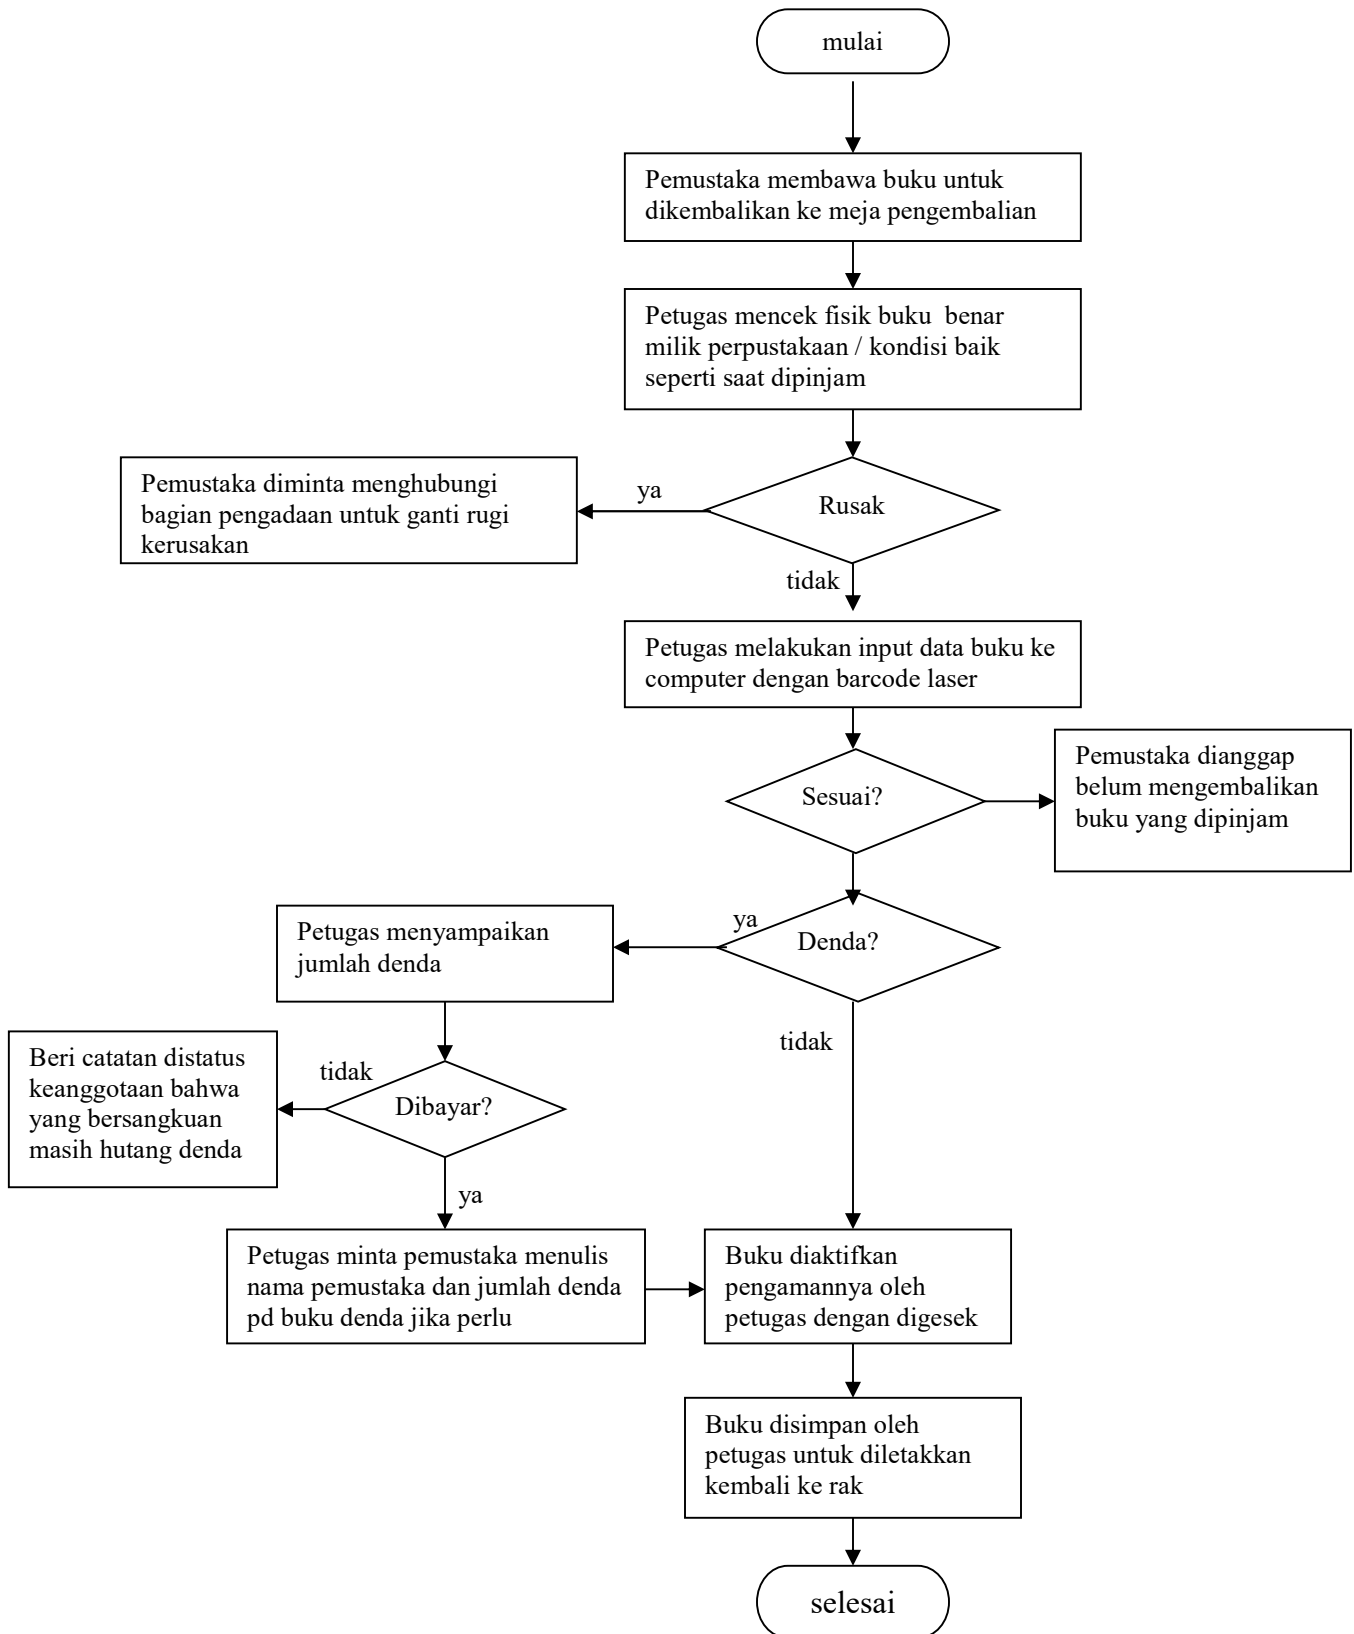 mulai
Pemustaka membawa buku untuk
dikembalikan ke meja pengembalian
Petugas mencek fisik buku  benar
milik perpustakaan / kondisi baik
seperti saat dipinjam
Rusak
ya
Pemustaka diminta menghubungi
bagian pengadaan untuk ganti rugi
kerusakan
tidak
Petugas melakukan input data buku ke
computer dengan barcode laser
Sesuai?
Pemustaka dianggap
belum mengembalikan
buku yang dipinjam
Denda?
ya
Petugas menyampaikan
jumlah denda
tidak
Dibayar?
tidak
Beri catatan distatus
keanggotaan bahwa
yang bersangkuan
masih hutang denda
ya
Petugas minta pemustaka menulis
nama pemustaka dan jumlah denda
pd buku denda jika perlu
Buku diaktifkan
pengamannya oleh
petugas dengan digesek
Buku disimpan oleh
petugas untuk diletakkan
kembali ke rak
selesai